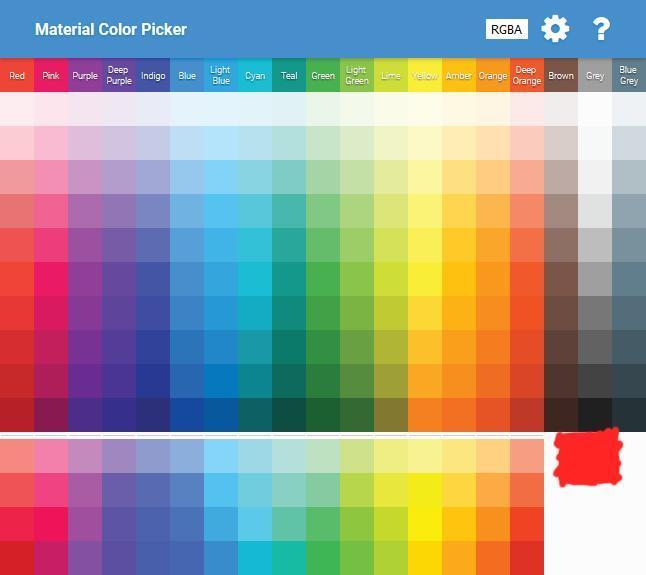 Material Color Picker RGBA ?
Red Pink Purple Deep Purple Indigo Blue Light Blue Cyan Teal Green Light Green Lime Yellow Amber Orange Deep Orange Brown Grey Blue Grey